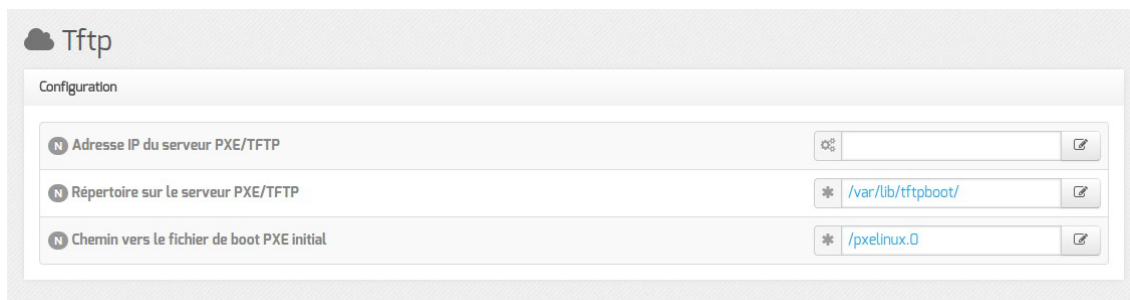 Tftp
Configuration
N Adresse IP du serveur PXE/TFTP
N Répertoire sur le serveur PXE/TFTP
/var/lib/tftpboot/
N Chemin vers le fichier de boot PXE initial
/pxelinux.0